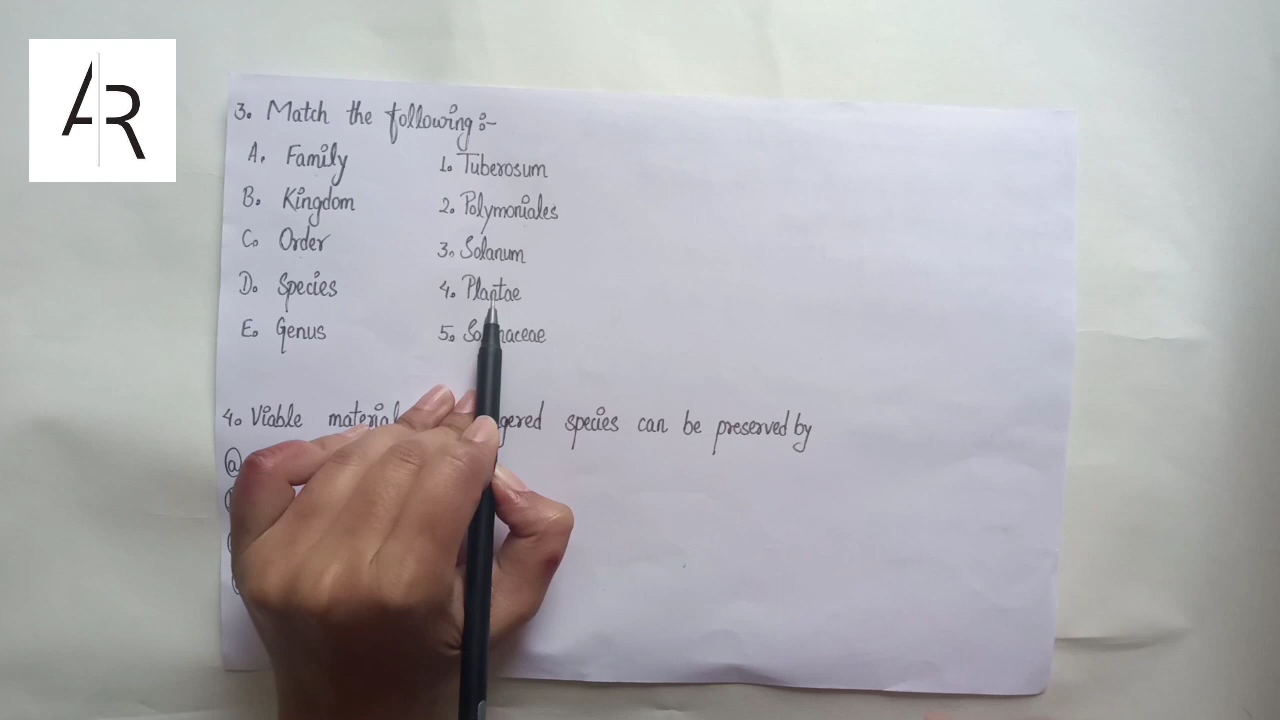 AR
3. Match the following :-
A. Family 1. Tuberosum
B. Kingdom 2. Polymoniales
C. Order 3. Solanum
D. Species 4. Plantae
E. Genus 5.
4. Viable species can be preserved by
(a)